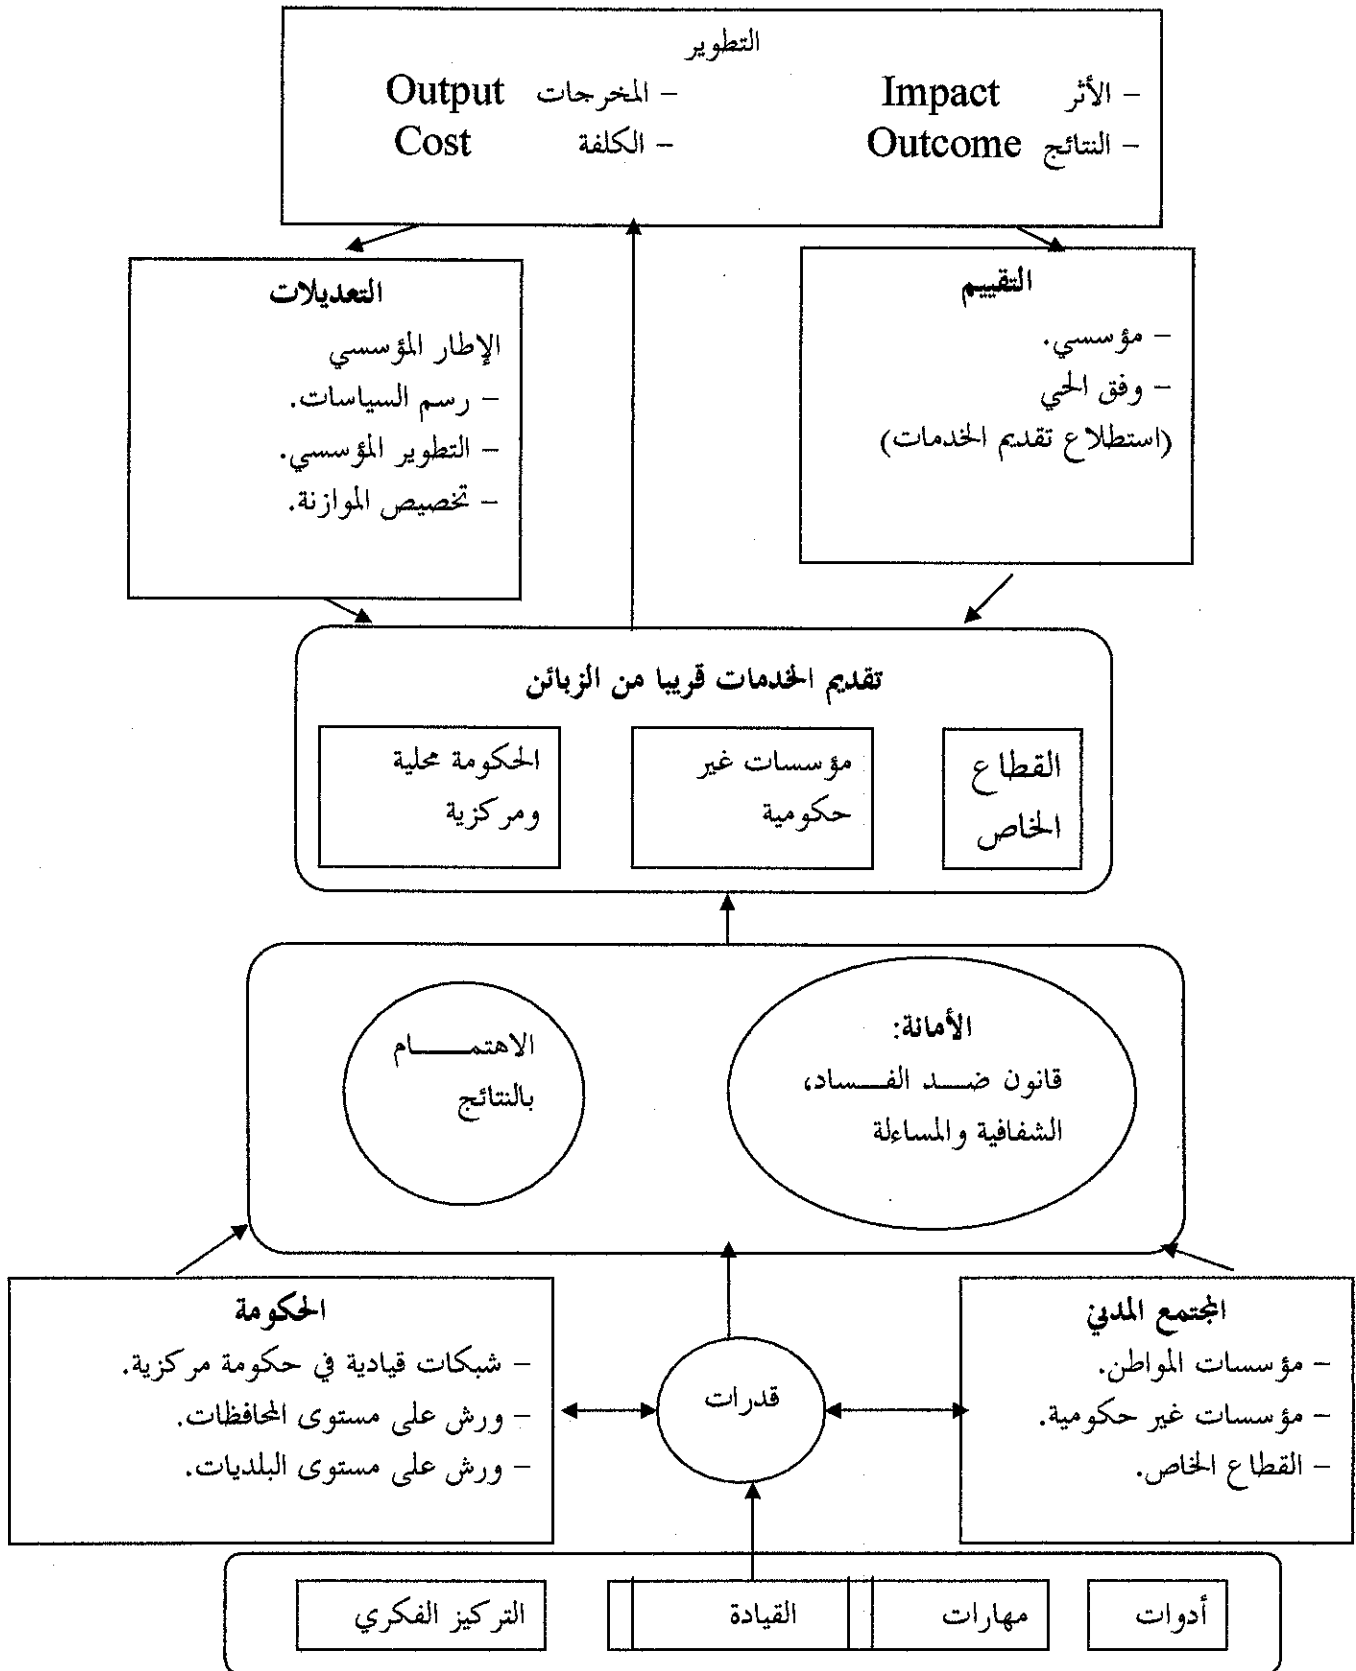 التطوير
– الأثر Impact – المخرجات Output
– النتائج Outcome – الكلفة Cost
التقييم
– مؤسسي.
– وفق الحي
(استطلاع تقديم الخدمات)
التعديلات
الإطار المؤسسي
– رسم السياسات.
– التطوير المؤسسي.
– تخصيص الموازنة.
تقديم الخدمات قريبا من الزبائن
القطاع
الخاص
مؤسسات غير
حكومية
الحكومة محلية
ومركزية
الأمانة:
قانون ضد الفساد،
الشفافية والمساءلة
الاهتمام
بالنتائج
المجتمع المدني
– مؤسسات المواطن.
– مؤسسات غير حكومية.
– القطاع الخاص.
قدرات
الحكومة
– شبكات قيادية في حكومة مركزية.
– ورش على مستوى المحافظات.
– ورش على مستوى البلديات.
أدوات
مهارات
القيادة
التركيز الفكري